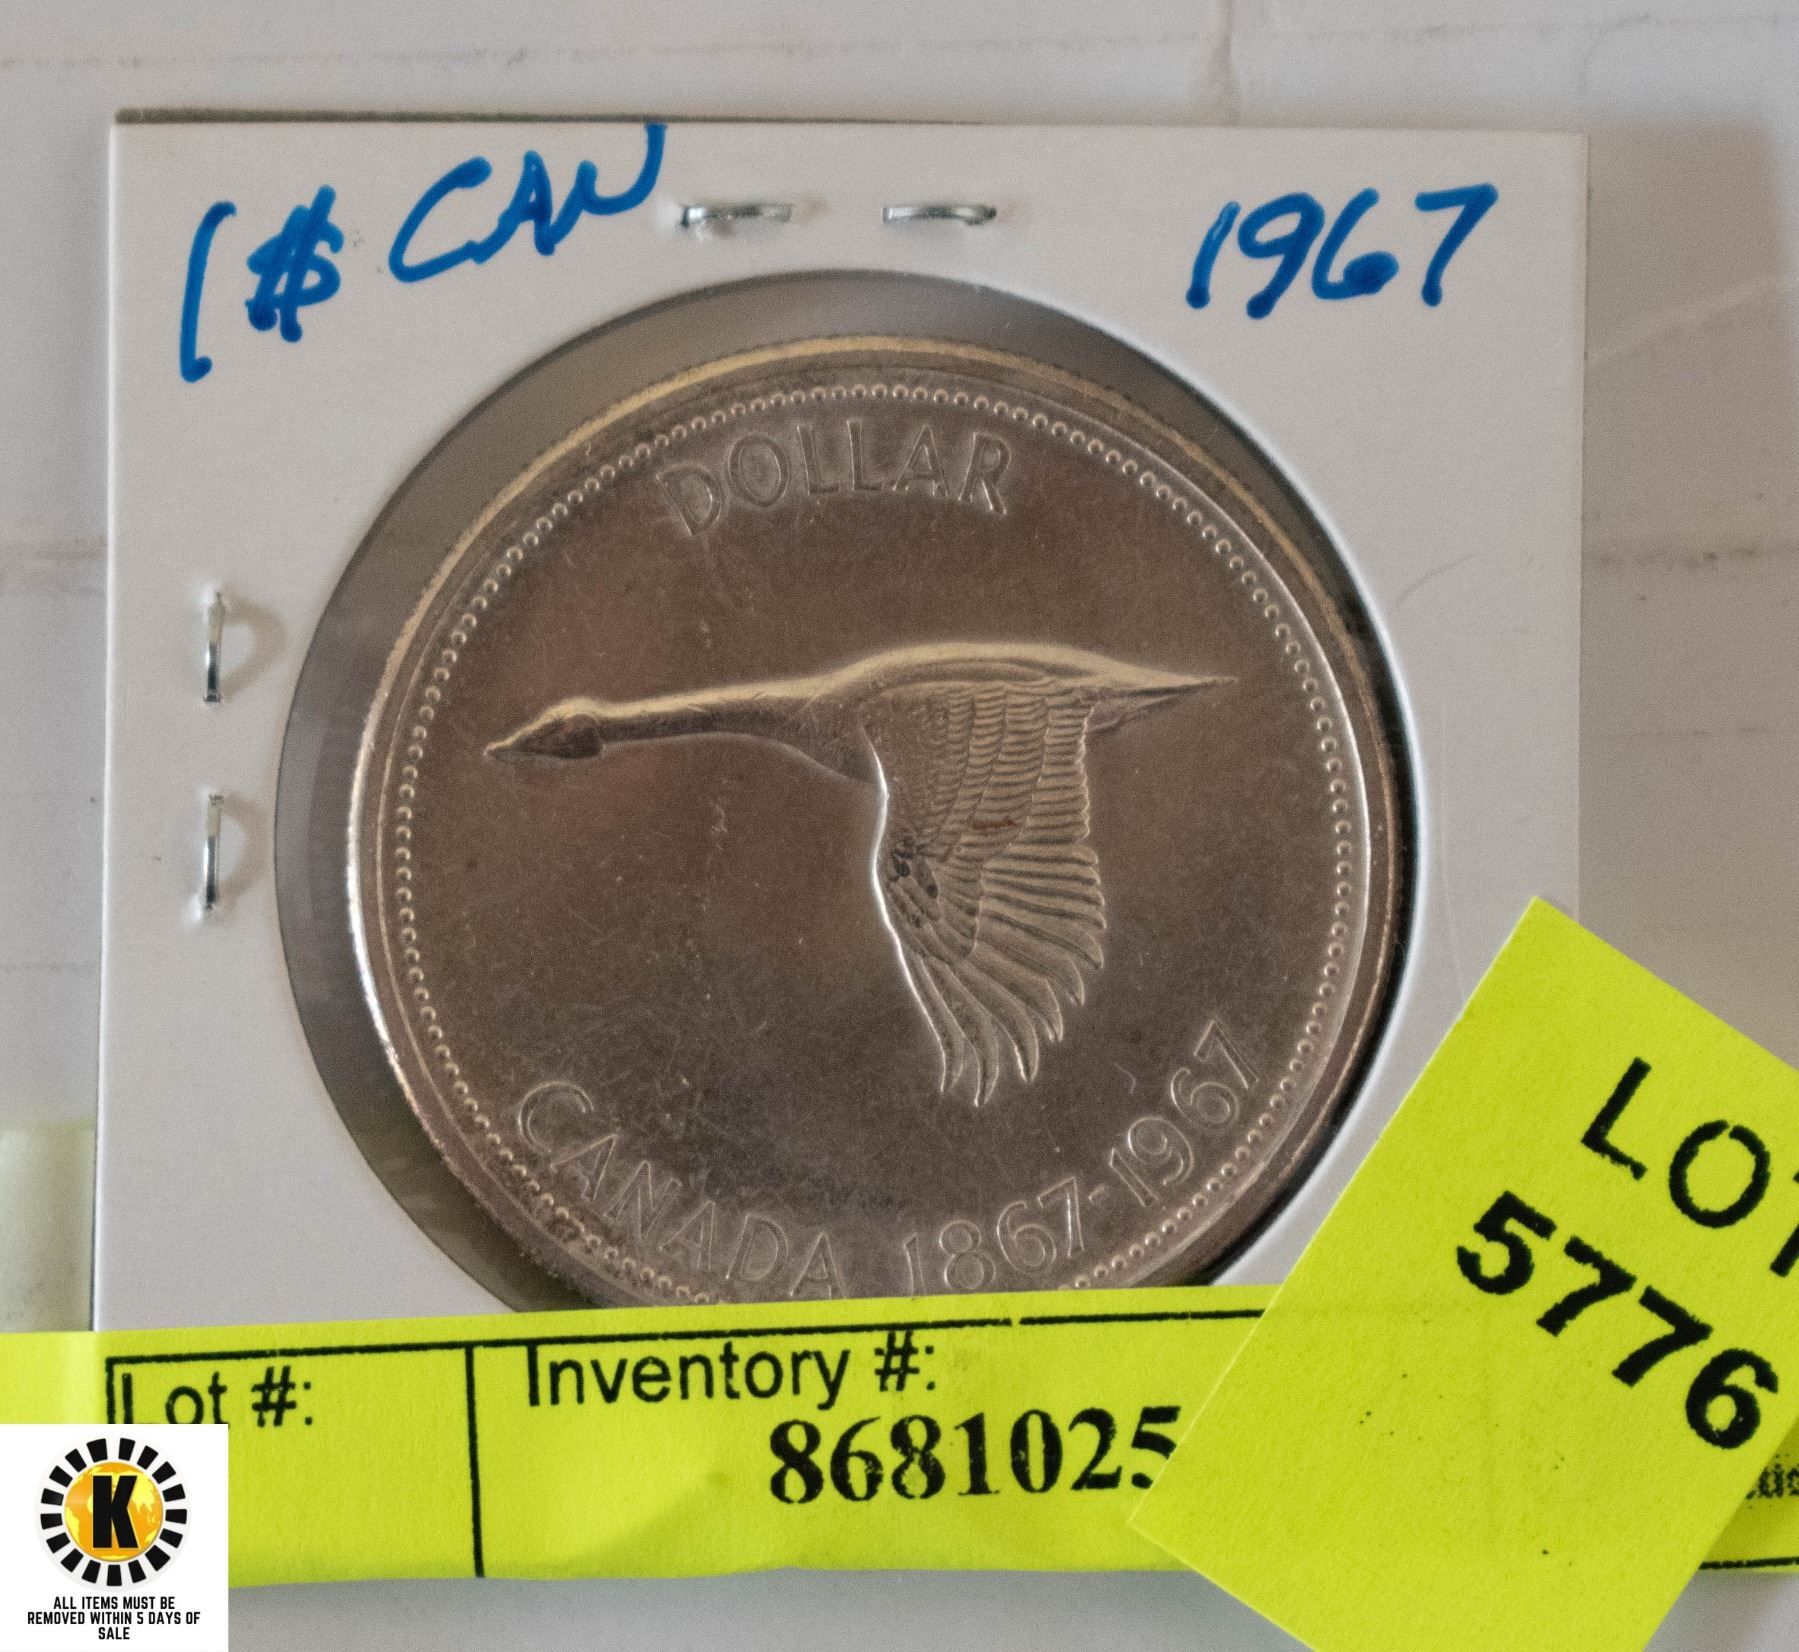 1$ CAN
1967
DOLLAR
CANADA 1867-1967
LOT
5776
Lot #:
Inventory #:
8681025
K
ALL ITEMS MUST BE
REMOVED WITHIN 5 DAYS OF
SALE